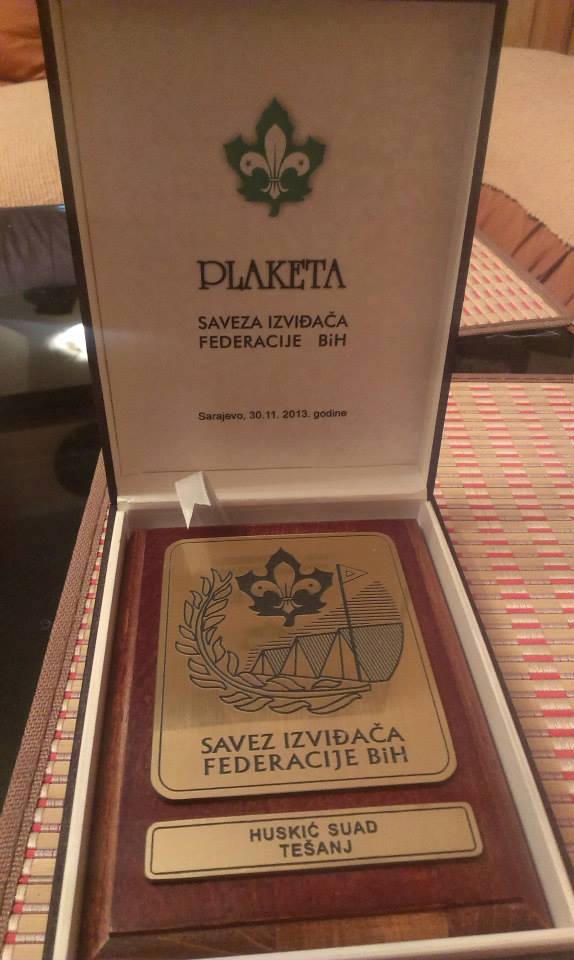 PLAKETA
SAVEZA IZVIĐAČA
FEDERACIJE BiH
Sarajevo, 30.11. 2013. godine
SAVEZ IZVIĐAČA
FEDERACIJE BiH
HUSKIĆ SUAD
TEŠANJ